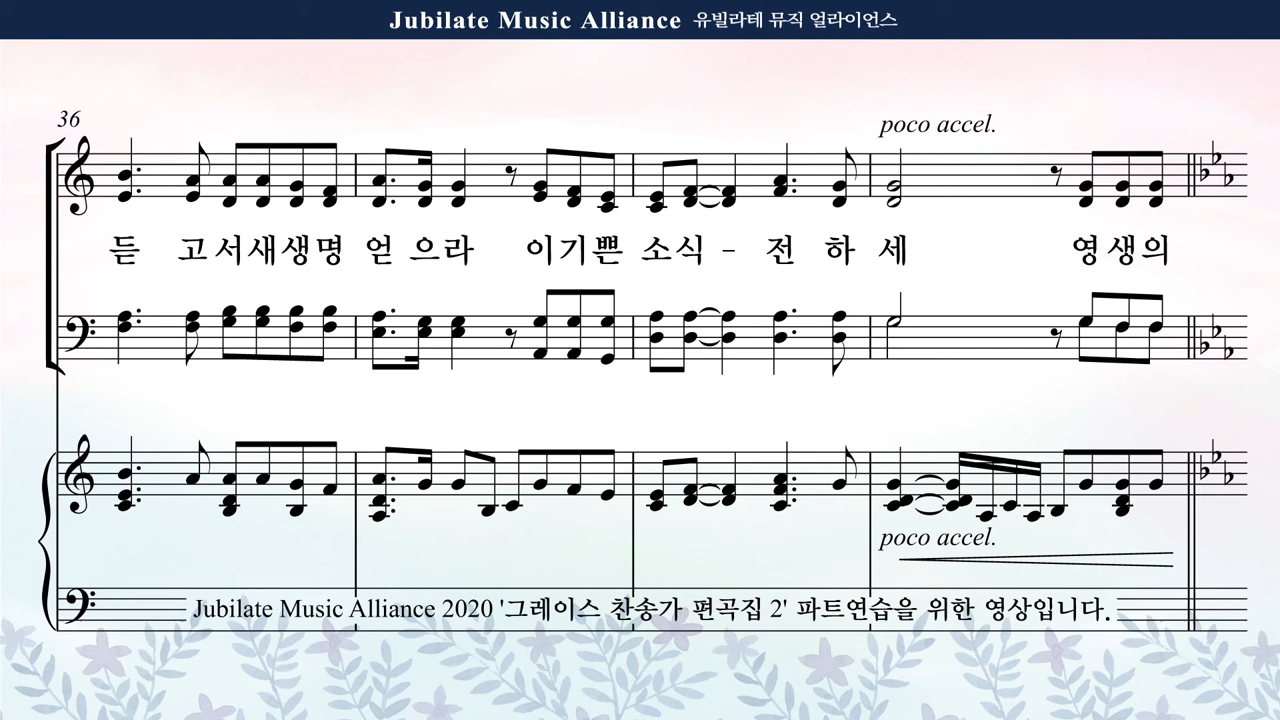 Jubilate Music Alliance 유빌라테 뮤직 얼라이언스
36
poco accel.
듣 고서새생명 얻 으라 이기쁜 소식 - 전 하 세 영생의
poco accel.
Jubilate Music Alliance 2020 '그레이스 찬송가 편곡집 2' 파트연습을 위한 영상입니다.